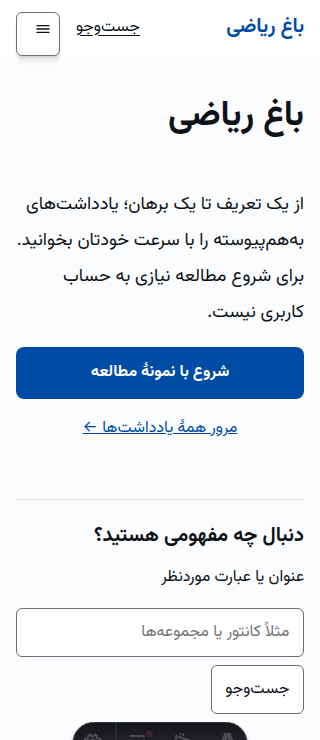 باغ ریاضی
جست‌وجو
باغ ریاضی
از یک تعریف تا یک برهان؛ یادداشت‌های
به‌هم‌پیوسته را با سرعت خودتان بخوانید.
برای شروع مطالعه نیازی به حساب
کاربری نیست.
شروع با نمونهٔ مطالعه
مرور همهٔ یادداشت‌ها ←
دنبال چه مفهومی هستید؟
عنوان یا عبارت موردنظر
مثلاً کانتور یا مجموعه‌ها
جست‌وجو